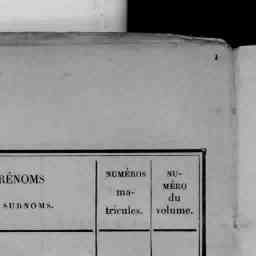 RÉNOMS
SURNOMS.
NUMÉROS
ma-
tricules.
NU-
MÉRO
du
volume.